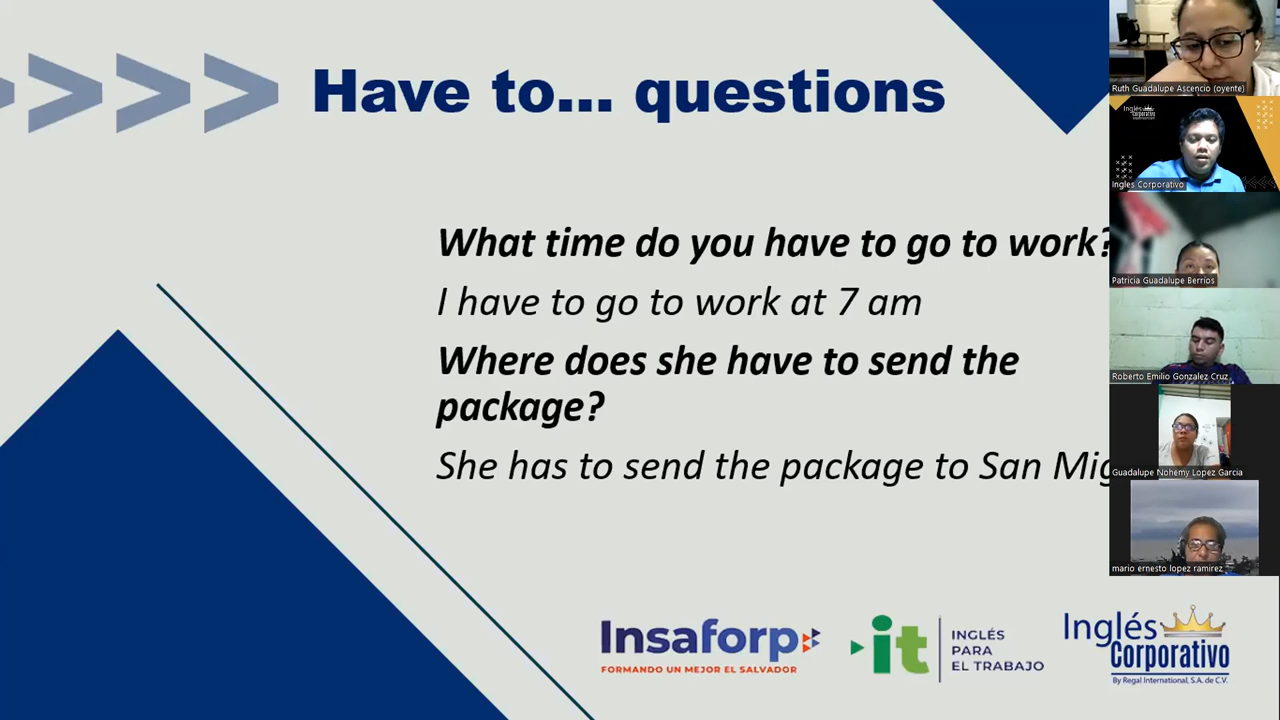 Have to... questions
What time do you have to go to work?
I have to go to work at 7 am
Where does she have to send the
package?
She has to send the package to San
Insaforp
FORMANDO UN MEJOR EL SALVADOR
it
INGLÉS
PARA
EL TRABAJO
Inglés
Corporativo
By Regal International, S.A. de C.V.
Ruth Guadalupe Ascencio (oyente)
Inglés
Corporativo
Ingles Corporativo
Patricia Guadalupe Berríos
Roberto Emilio Gonzalez Cruz
Guadalupe Nohemy Lopez Garcia
mario ernesto lopez ramirez